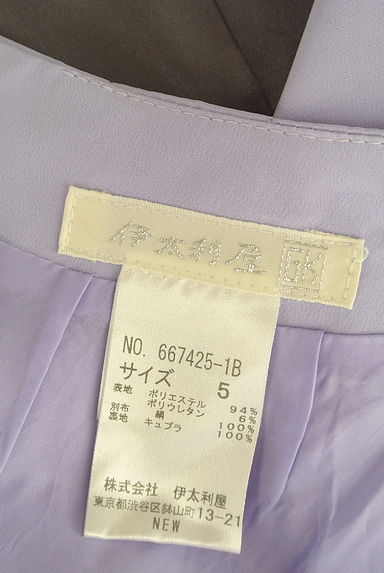 伊太利屋
NO. 667425-1B
サイズ 5
表地 ポリエステル 94%
ポリウレタン 6%
別布 絹 100%
裏地 キュプラ 100%
株式会社 伊太利屋
東京都渋谷区鉢山町13-21
NEW